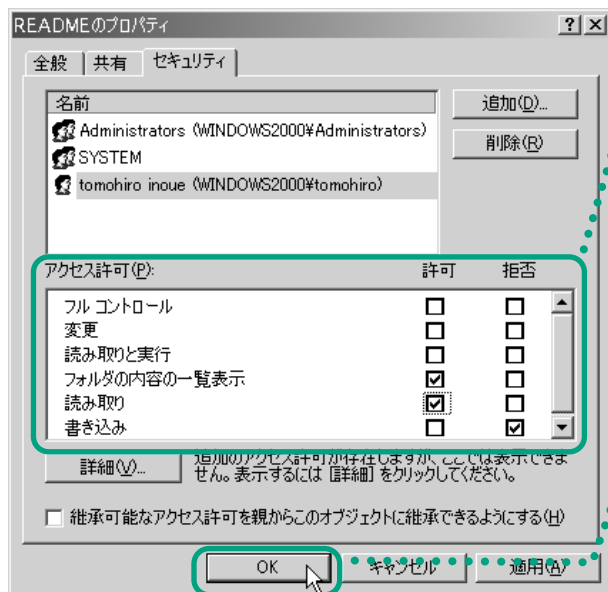 READMEのプロパティ
全般 共有 セキュリティ
名前
追加(D)...
Administrators (WINDOWS2000¥Administrators)
削除(R)
SYSTEM
tomohiro inoue (WINDOWS2000¥tomohiro)
アクセス許可(P): 許可 拒否
フル コントロール
変更
読み取りと実行
フォルダの内容の一覧表示
読み取り
書き込み
詳細(V)...
追加のアクセス許可が存在しますが、ここでは表示できま
せん。表示するには [詳細] をクリックしてください。
継承可能なアクセス許可を親からこのオブジェクトに継承できるようにする(H)
OK キャンセル 適用(A)